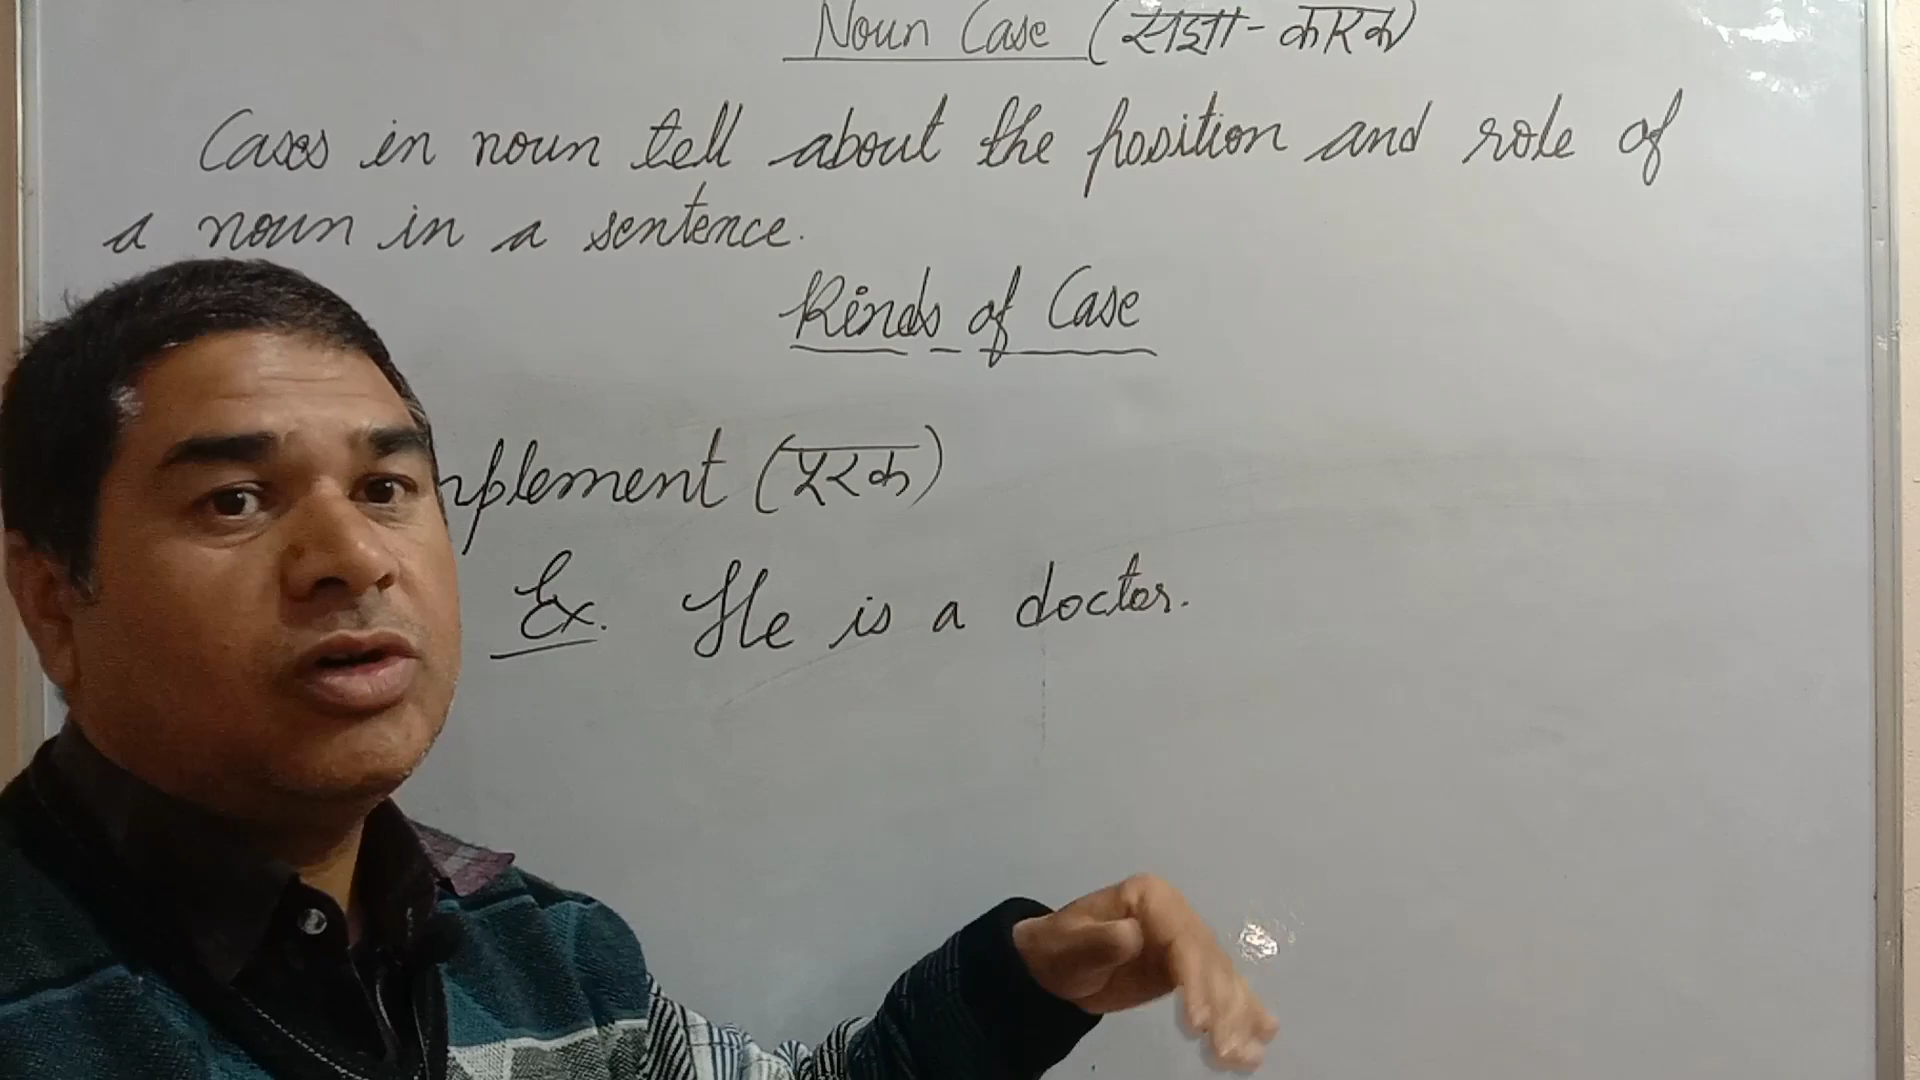 Noun Case (संज्ञा - कारक)
Cases in noun tell about the position and role of
a noun in a sentence.
Kinds of Case
mplement (पूरक)
Ex. He is a doctor.